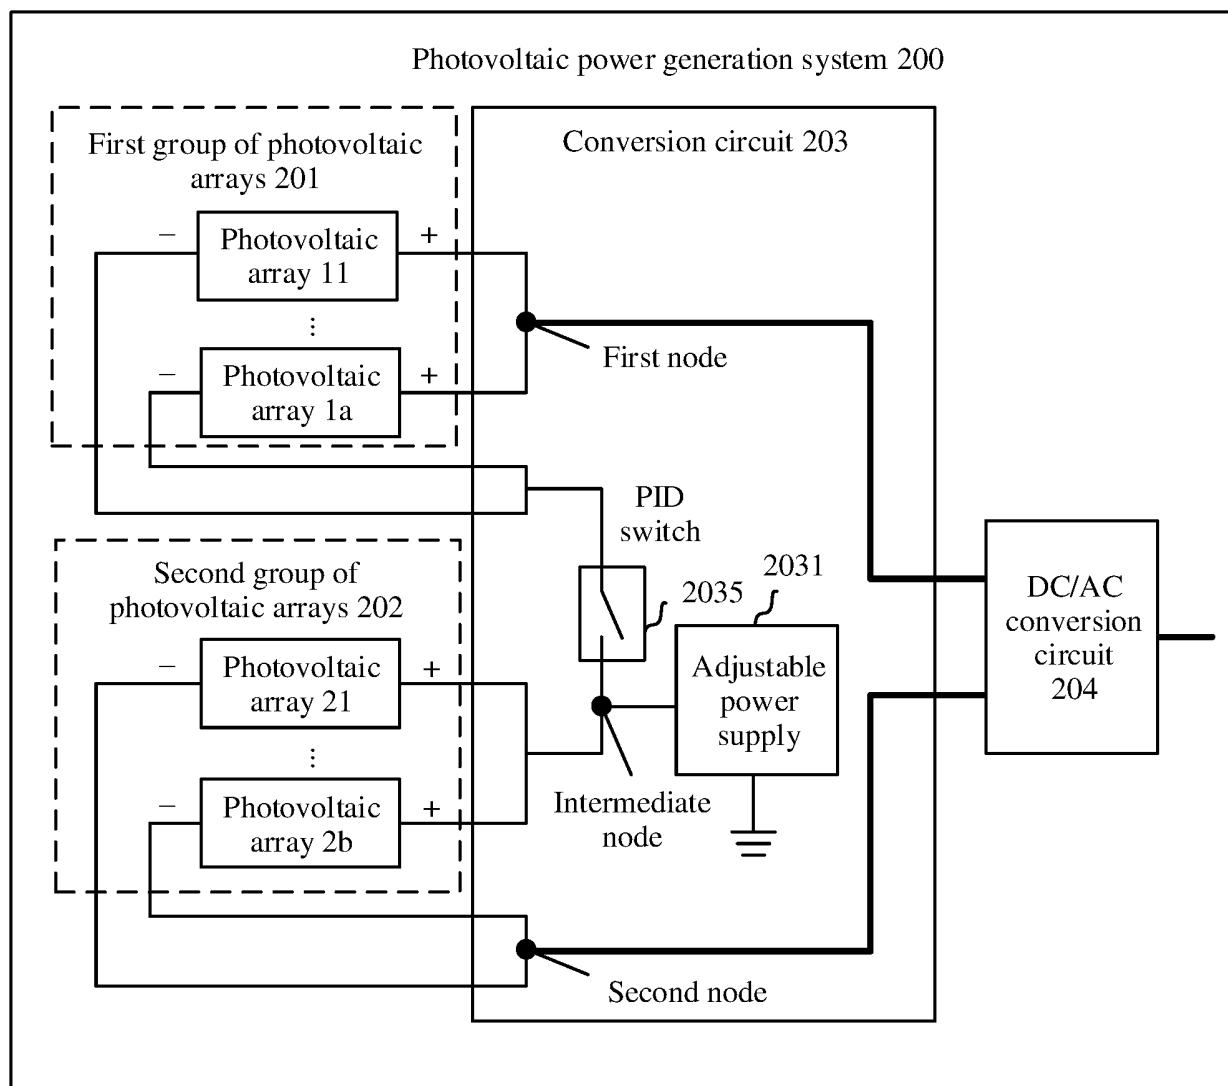 Photovoltaic power generation system 200
First group of photovoltaic
arrays 201
Conversion circuit 203
−
Photovoltaic
array 11
+
⋮
First node
−
Photovoltaic
array 1a
+
PID
switch
2035
2031
Second group of
photovoltaic arrays 202
DC/AC
conversion
circuit
204
−
Photovoltaic
array 21
+
Adjustable
power
supply
⋮
−
Photovoltaic
array 2b
+
Intermediate
node
Second node